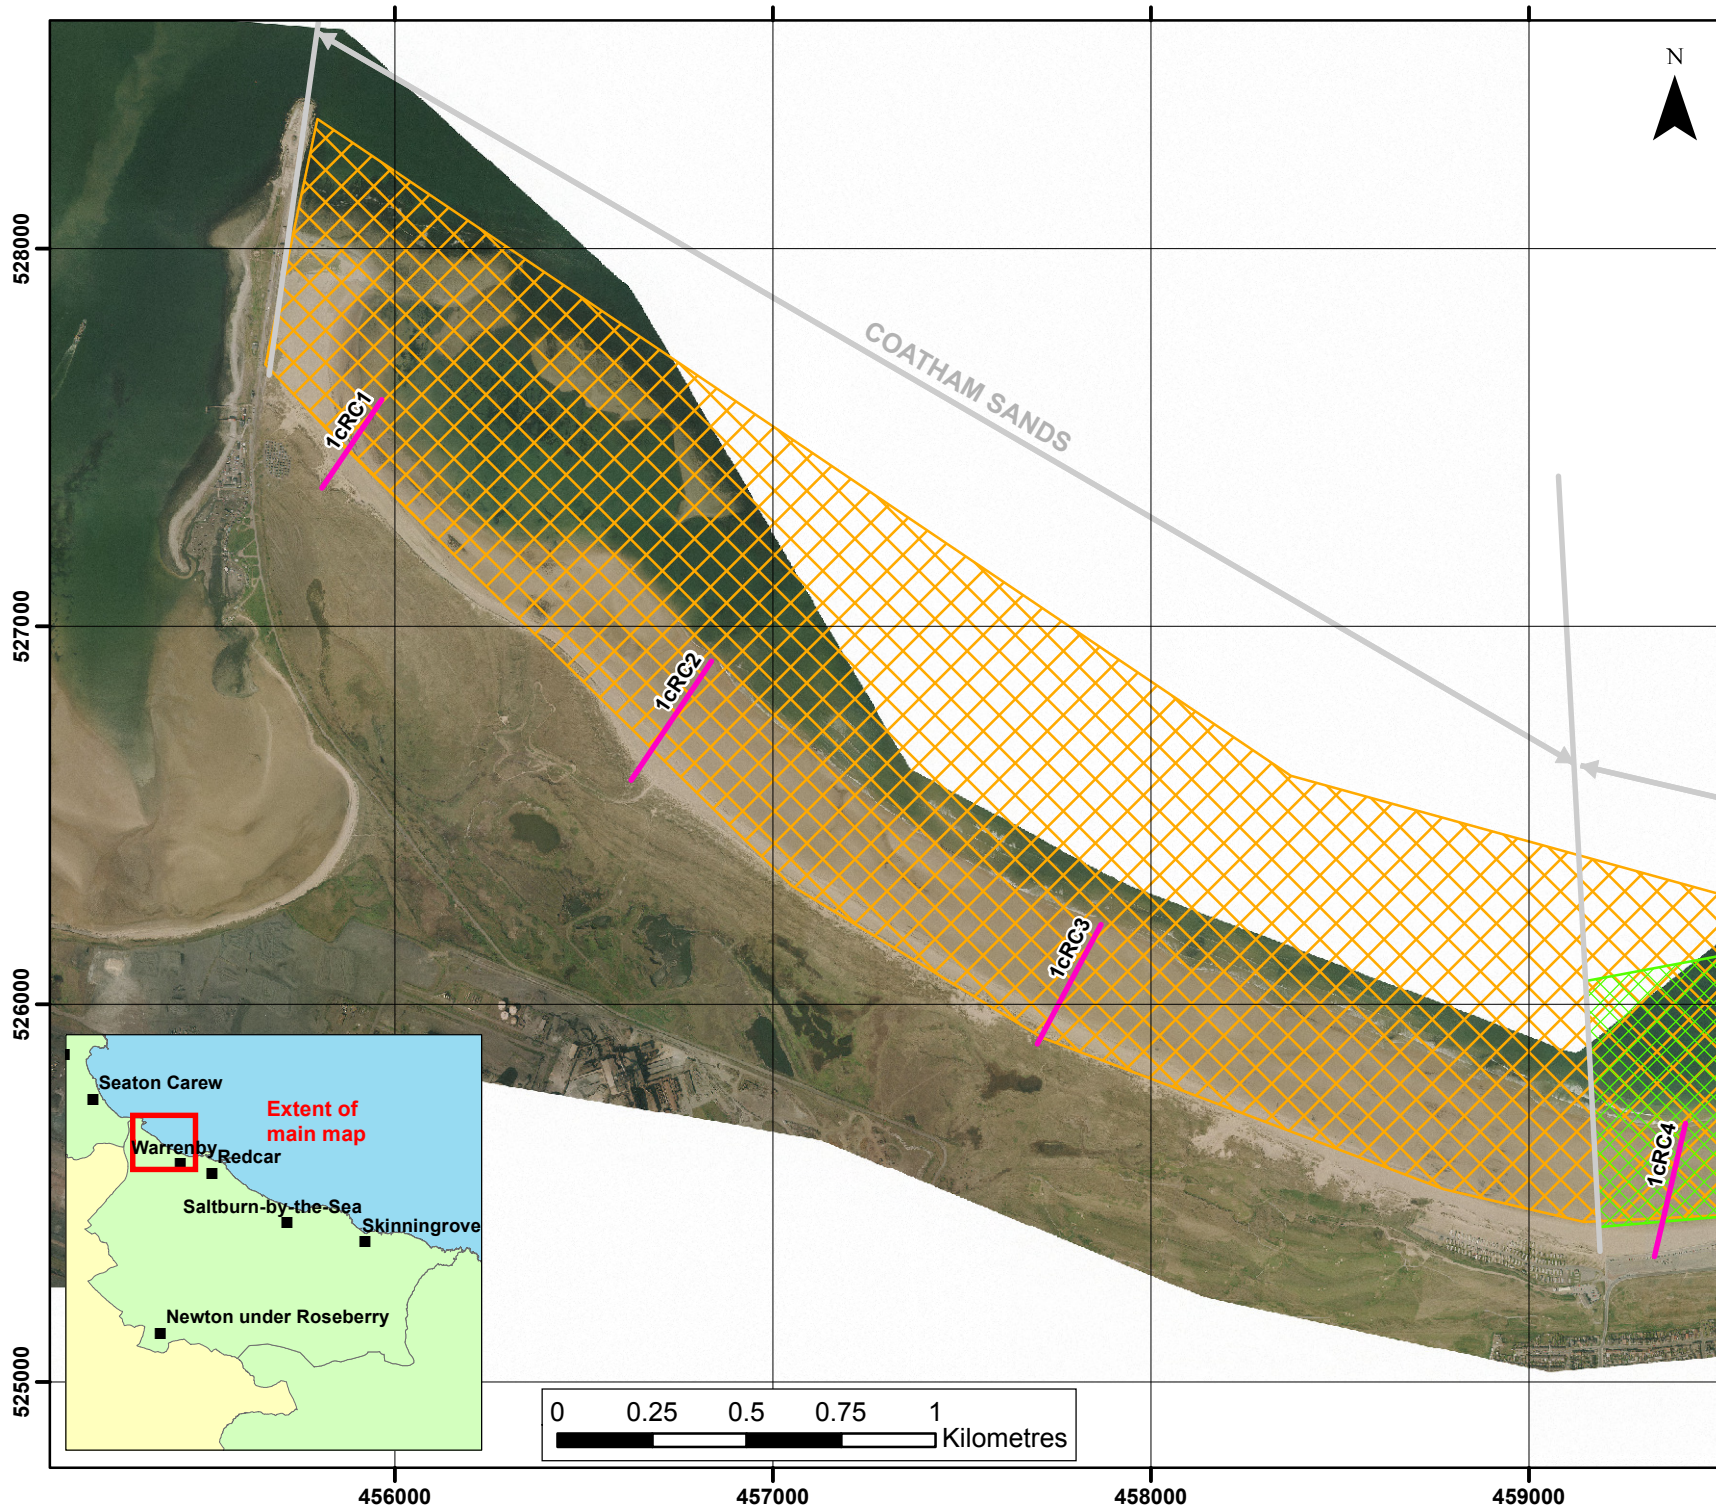 N
528000
COATHAM SANDS
1cRC1
527000
1cRC2
1cRC3
526000
1cRC4
Seaton Carew
Extent of
main map
Warrenby
Redcar
Saltburn-by-the-Sea
Skinningrove
Newton under Roseberry
525000
0 0.25 0.5 0.75 1
Kilometres
456000 457000 458000 459000